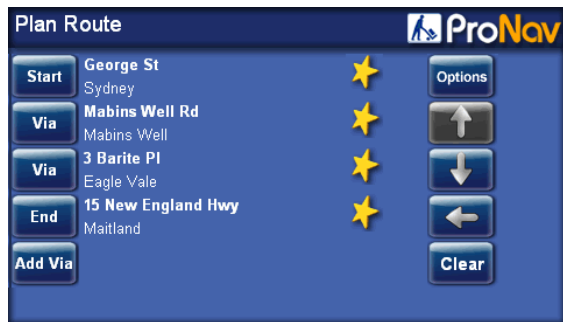 Plan Route
ProNav
Start
George St
Sydney
Options
Via
Mabins Well Rd
Mabins Well
Via
3 Barite Pl
Eagle Vale
End
15 New England Hwy
Maitland
Add Via
Clear